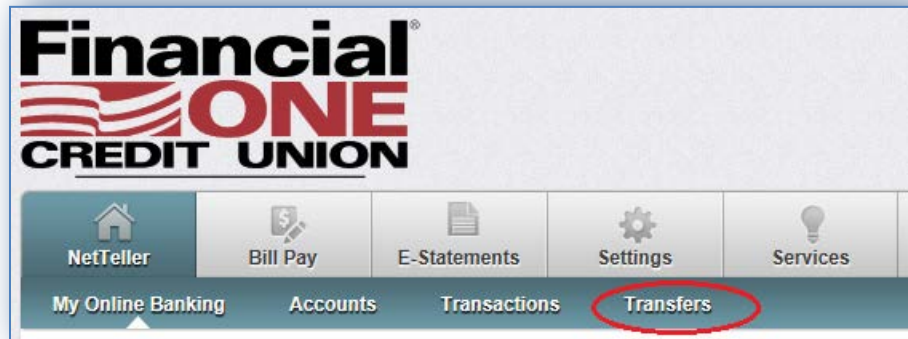 Financial®
ONE
CREDIT UNION
NetTeller Bill Pay E-Statements Settings Services
My Online Banking Accounts Transactions Transfers